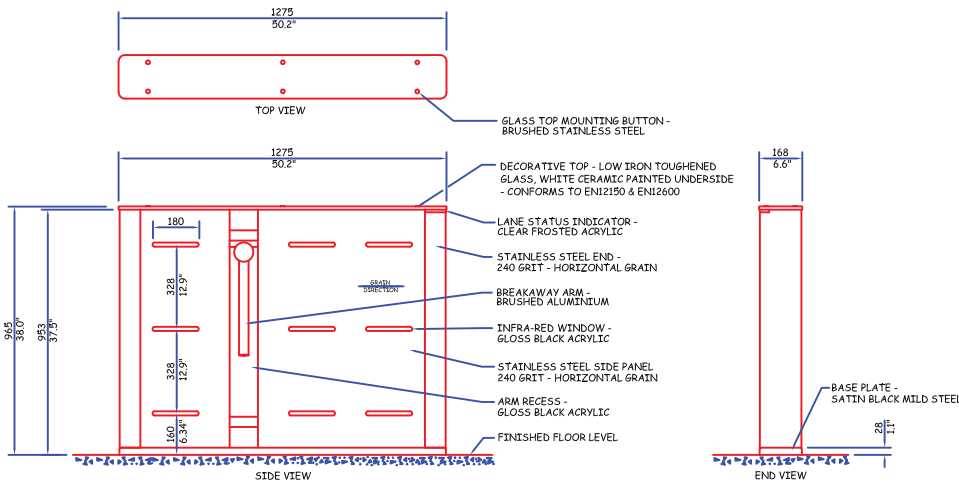 1275
50.2"
TOP VIEW
GLASS TOP MOUNTING BUTTON -
BRUSHED STAINLESS STEEL
1275
50.2"
168
6.6"
DECORATIVE TOP - LOW IRON TOUGHENED
GLASS, WHITE CERAMIC PAINTED UNDERSIDE
- CONFORMS TO EN12150 & EN12600
180
LANE STATUS INDICATOR -
CLEAR FROSTED ACRYLIC
STAINLESS STEEL END -
240 GRIT - HORIZONTAL GRAIN
328
12.9"
GRAIN
DIRECTION
BREAKAWAY ARM -
BRUSHED ALUMINIUM
965
38.0"
953
37.5"
INFRA-RED WINDOW -
GLOSS BLACK ACRYLIC
328
12.9"
STAINLESS STEEL SIDE PANEL
240 GRIT - HORIZONTAL GRAIN
ARM RECESS -
GLOSS BLACK ACRYLIC
BASE PLATE -
SATIN BLACK MILD STEEL
160
6.34"
FINISHED FLOOR LEVEL
28
1.1"
SIDE VIEW
END VIEW